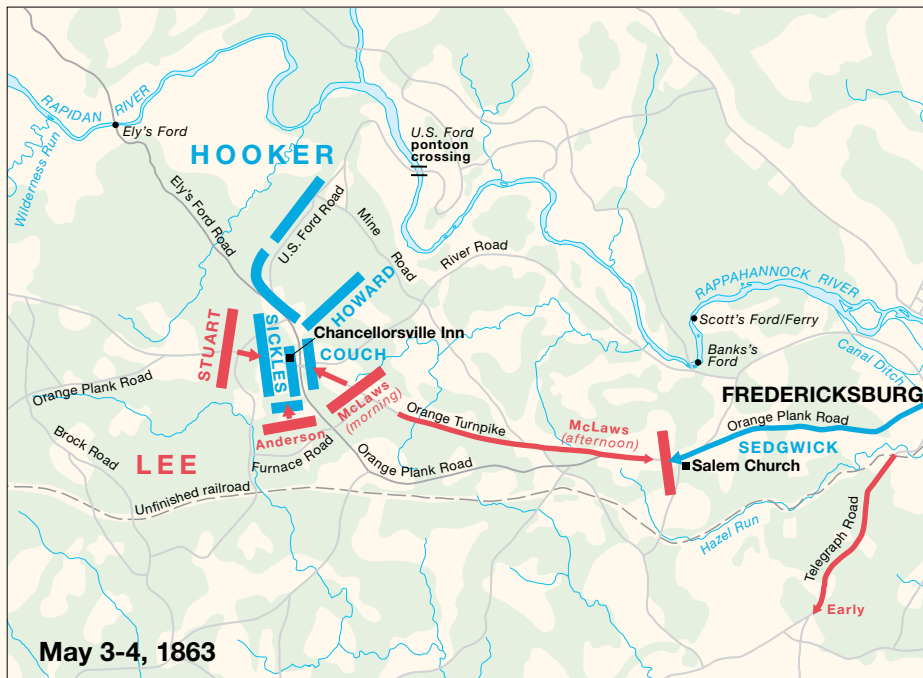 RAPIDAN RIVER
Ely's Ford
Wilderness Run
HOOKER
U.S. Ford
pontoon
crossing
Ely's Ford Road
U.S. Ford Road
Mine
Road
River Road
RAPPAHANNOCK RIVER
Scott's Ford/Ferry
Banks's
Ford
Canal Ditch
STUART
SICKLES
HOWARD
Chancellorsville Inn
COUCH
McLaws
(morning)
Anderson
Orange Plank Road
Brock Road
LEE
Furnace Road
Unfinished railroad
Orange Turnpike
Orange Plank Road
McLaws
(afternoon)
FREDERICKSBURG
Orange Plank Road
SEDGWICK
Salem Church
Hazel Run
Telegraph Road
Early
May 3-4, 1863